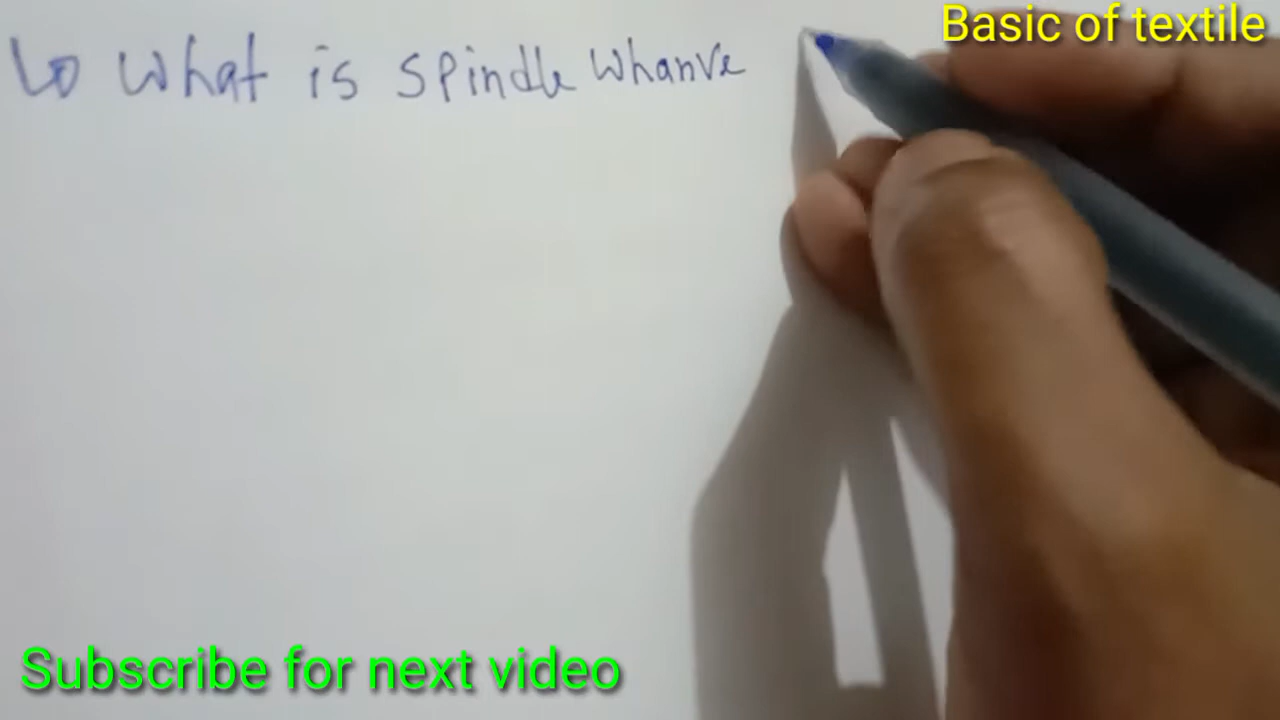 Basic of textile
What is spindle Whanve
Subscribe for next video